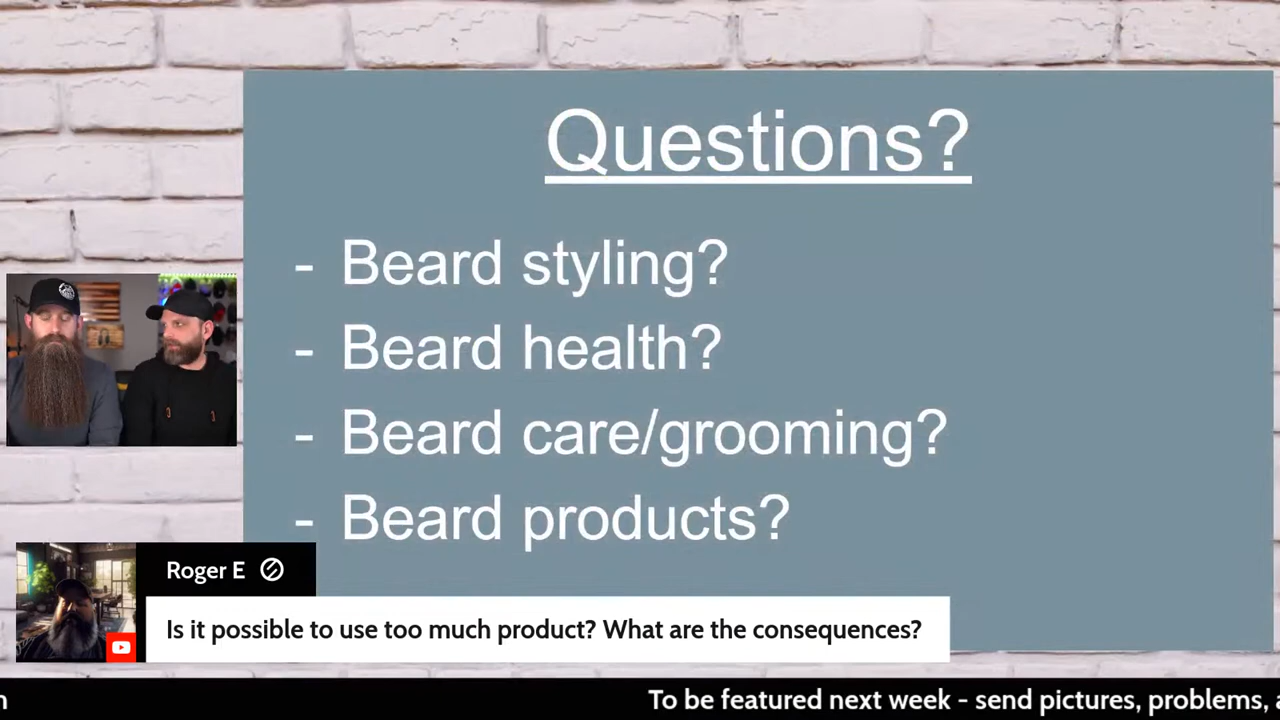 Questions?
- Beard styling?
- Beard health?
- Beard care/grooming?
- Beard products?
Roger E
Is it possible to use too much product? What are the consequences?
To be featured next week - send pictures, problems,